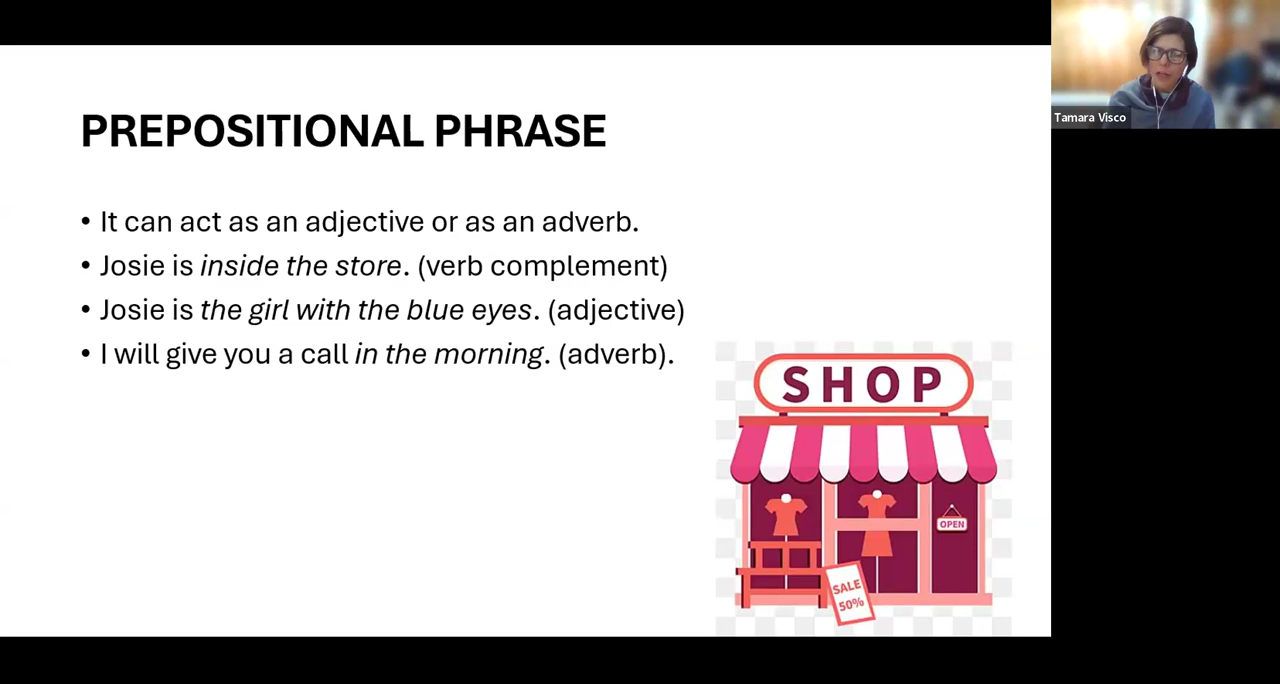 PREPOSITIONAL PHRASE
• It can act as an adjective or as an adverb.
• Josie is inside the store. (verb complement)
• Josie is the girl with the blue eyes. (adjective)
• I will give you a call in the morning. (adverb).
SHOP
OPEN
SALE
50%
Tamara Visco